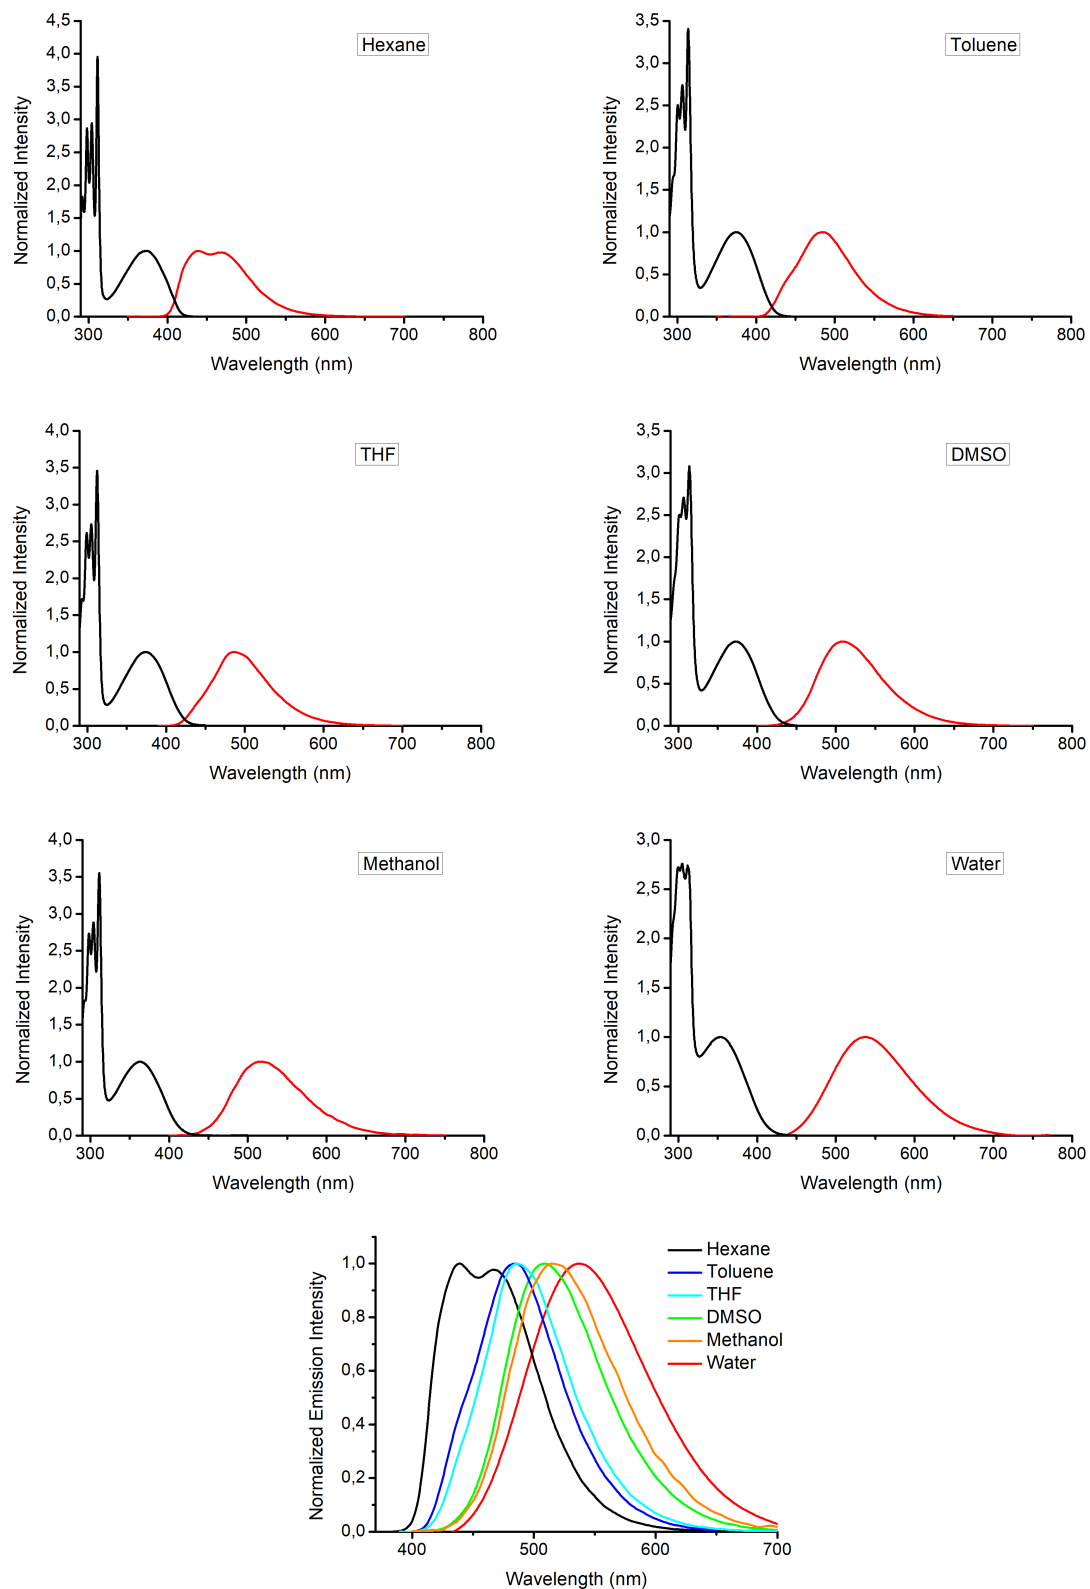 Hexane
Normalized Intensity
4,5
4,0
3,5
3,0
2,5
2,0
1,5
1,0
0,5
0,0
300 400 500 600 700 800
Wavelength (nm)
Toluene
Normalized Intensity
3,5
3,0
2,5
2,0
1,5
1,0
0,5
0,0
300 400 500 600 700 800
Wavelength (nm)
THF
Normalized Intensity
4,0
3,5
3,0
2,5
2,0
1,5
1,0
0,5
0,0
300 400 500 600 700 800
Wavelength (nm)
DMSO
Normalized Intensity
3,5
3,0
2,5
2,0
1,5
1,0
0,5
0,0
300 400 500 600 700 800
Wavelength (nm)
Methanol
Normalized Intensity
4,0
3,5
3,0
2,5
2,0
1,5
1,0
0,5
0,0
300 400 500 600 700 800
Wavelength (nm)
Water
Normalized Intensity
3,0
2,5
2,0
1,5
1,0
0,5
0,0
300 400 500 600 700 800
Wavelength (nm)
Normalized Emission Intensity
1,0
0,8
0,6
0,4
0,2
0,0
Hexane
Toluene
THF
DMSO
Methanol
Water
400 500 600 700
Wavelength (nm)